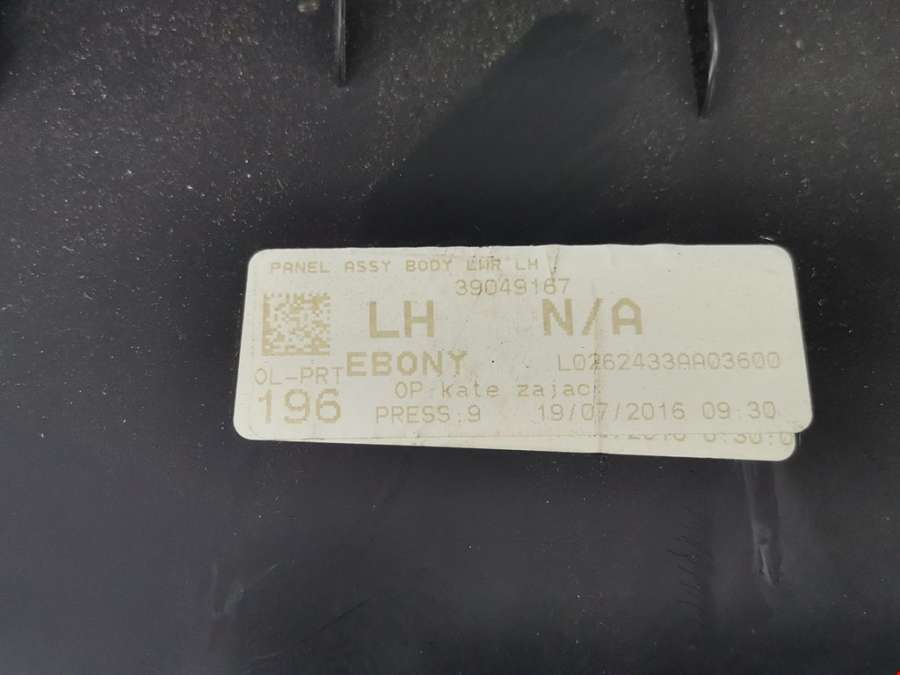 PANEL ASSY BODY LWR LH
39049167
LH N/A
EBONY L02624339AA03600
OL-PRT
OP kate zajac
196 PRESS:9 19/07/2016 09:30